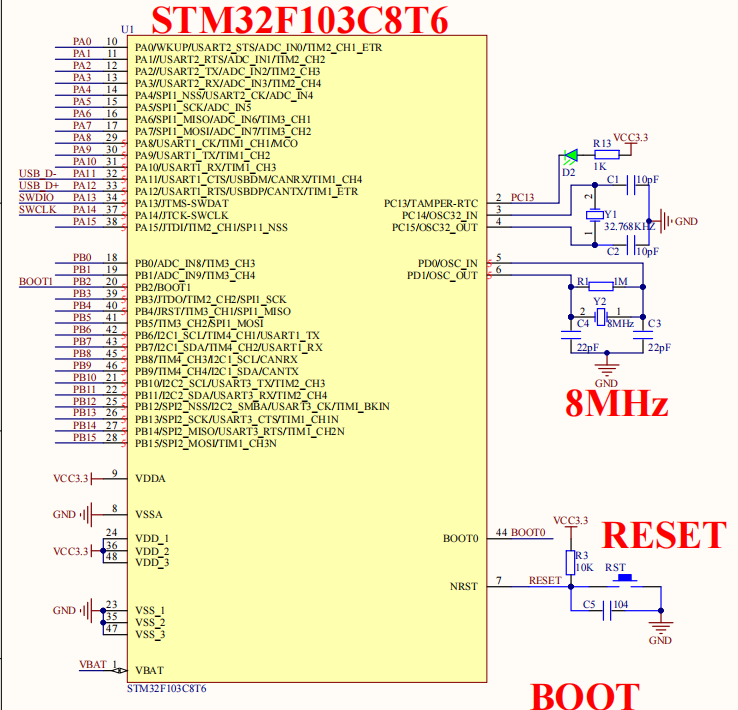 STM32F103C8T6
U1
PA0 10 PA0/WKUP/USART2_STS/ADC_IN0/TIM2_CH1_ETR
PA1 11 PA1/USART2_RTS/ADC_IN1/TIM2_CH2
PA2 12 PA2//USART2_TX/ADC_IN2/TIM2_CH3
PA3 13 PA3//USART2_RX/ADC_IN3/TIM2_CH4
PA4 14 PA4/SPI1_NSS/USART2_CK/ADC_IN4
PA5 15 PA5/SPI1_SCK/ADC_IN5
PA6 16 PA6/SPI1_MISO/ADC_IN6/TIM3_CH1
PA7 17 PA7/SPI1_MOSI/ADC_IN7/TIM3_CH2
PA8 29 PA8/USART1_CK/TIM1_CH1/MCO
PA9 30 PA9/USART1_TX/TIM1_CH2
PA10 31 PA10/USART1_RX/TIM1_CH3
USB_D- PA11 32 PA11/USART1_CTS/USBDM/CANRX/TIM1_CH4
USB_D+ PA12 33 PA12/USART1_RTS/USBDP/CANTX/TIM1_ETR
SWDIO PA13 34 PA13/JTMS-SWDAT
SWCLK PA14 37 PA14/JTCK-SWCLK
PA15 38 PA15/JTDI/TIM2_CH1/SPI1_NSS
PC13/TAMPER-RTC 2 PC13
PC14/OSC32_IN 3
PC15/OSC32_OUT 4
D2
R13
1K
VCC3.3
C1 10pF
2
Y1
32.768KHZ
1
C2 10pF
GND
PB0 18 PB0/ADC_IN8/TIM3_CH3
PB1 19 PB1/ADC_IN9/TIM3_CH4
BOOT1 PB2 20 PB2/BOOT1
PB3 39 PB3/JTDO/TIM2_CH2/SPI1_SCK
PB4 40 PB4/JRST/TIM3_CH1/SPI1_MISO
PB5 41 PB5/TIM3_CH2/SPI1_MOSI
PB6 42 PB6/I2C1_SCL/TIM4_CH1/USART1_TX
PB7 43 PB7/I2C1_SDA/TIM4_CH2/USART1_RX
PB8 45 PB8/TIM4_CH3/I2C1_SCL/CANRX
PB9 46 PB9/TIM4_CH4/I2C1_SDA/CANTX
PB10 21 PB10/I2C2_SCL/USART3_TX/TIM2_CH3
PB11 22 PB11/I2C2_SDA/USART3_RX/TIM2_CH4
PB12 25 PB12/SPI2_NSS/I2C2_SMBA/USART3_CK/TIM1_BKIN
PB13 26 PB13/SPI2_SCK/USART3_CTS/TIM1_CH1N
PB14 27 PB14/SPI2_MISO/USART3_RTS/TIM1_CH2N
PB15 28 PB15/SPI2_MOSI/TIM1_CH3N
PD0/OSC_IN 5
PD1/OSC_OUT 6
R1 1M
Y2
2 1
8MHz
C4 C3
22pF 22pF
GND
8MHz
VCC3.3 9 VDDA
GND 8 VSSA
24 VDD_1
VCC3.3 36 VDD_2
48 VDD_3
GND 23 VSS_1
35 VSS_2
47 VSS_3
VBAT 1 VBAT
BOOT0 44 BOOT0
NRST 7 RESET
VCC3.3
R3
10K
RST
C5 104
GND
RESET
STM32F103C8T6
BOOT